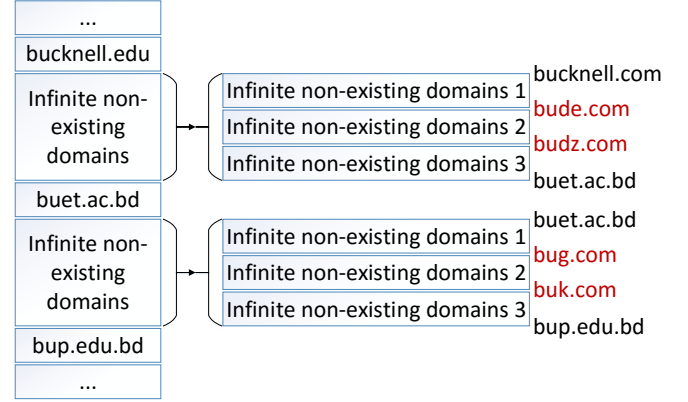 ...
bucknell.edu
Infinite non-
existing
domains
buet.ac.bd
Infinite non-
existing
domains
bup.edu.bd
...
Infinite non-existing domains 1
Infinite non-existing domains 2
Infinite non-existing domains 3
bucknell.com
bude.com
budz.com
buet.ac.bd
Infinite non-existing domains 1
Infinite non-existing domains 2
Infinite non-existing domains 3
buet.ac.bd
bug.com
buk.com
bup.edu.bd